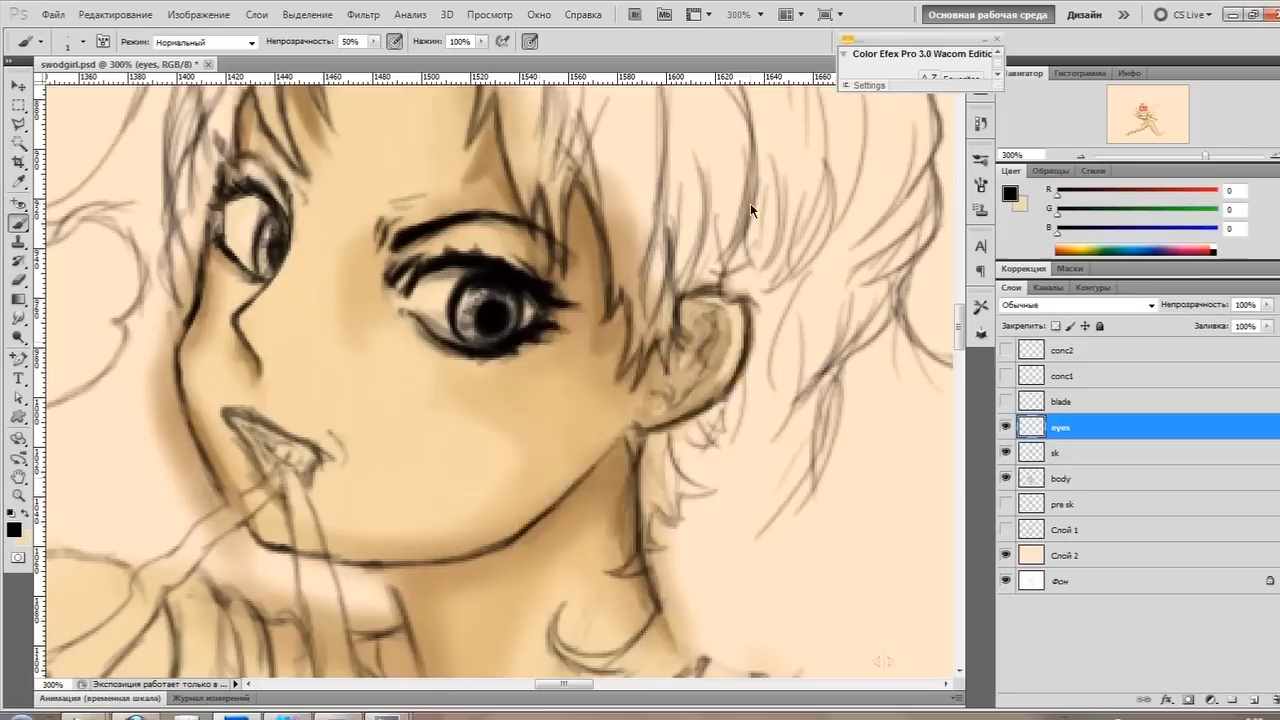 Ps Файл Редактирование Изображение Слои Выделение Фильтр Анализ 3D Просмотр Окно Справка Br Mb 300% Основная рабочая среда Дизайн CS Live
1 Режим: Нормальный Непрозрачность: 50% Нажим: 100%
Color Efex Pro 3.0 Wacom Editic
Settings
swodgirl.psd @ 300% (eyes, RGB/8) *
1360 1380 1400 1420 1440 1460 1480 1500 1520 1540 1560 1580 1600 1620 1640 1660
авигатор Гистограмма Инфо
300%
Цвет Образцы Стили
R 0
G 0
B 0
Коррекция Маски
Слои Каналы Контуры
Обычные Непрозрачность: 100%
Закрепить: Заливка: 100%
conc2
conc1
blade
eyes
sk
body
pre sk
Слой 1
Слой 2
Фон
300% Экспозиция работает только в ...
Анимация (временная шкала) Журнал измерений